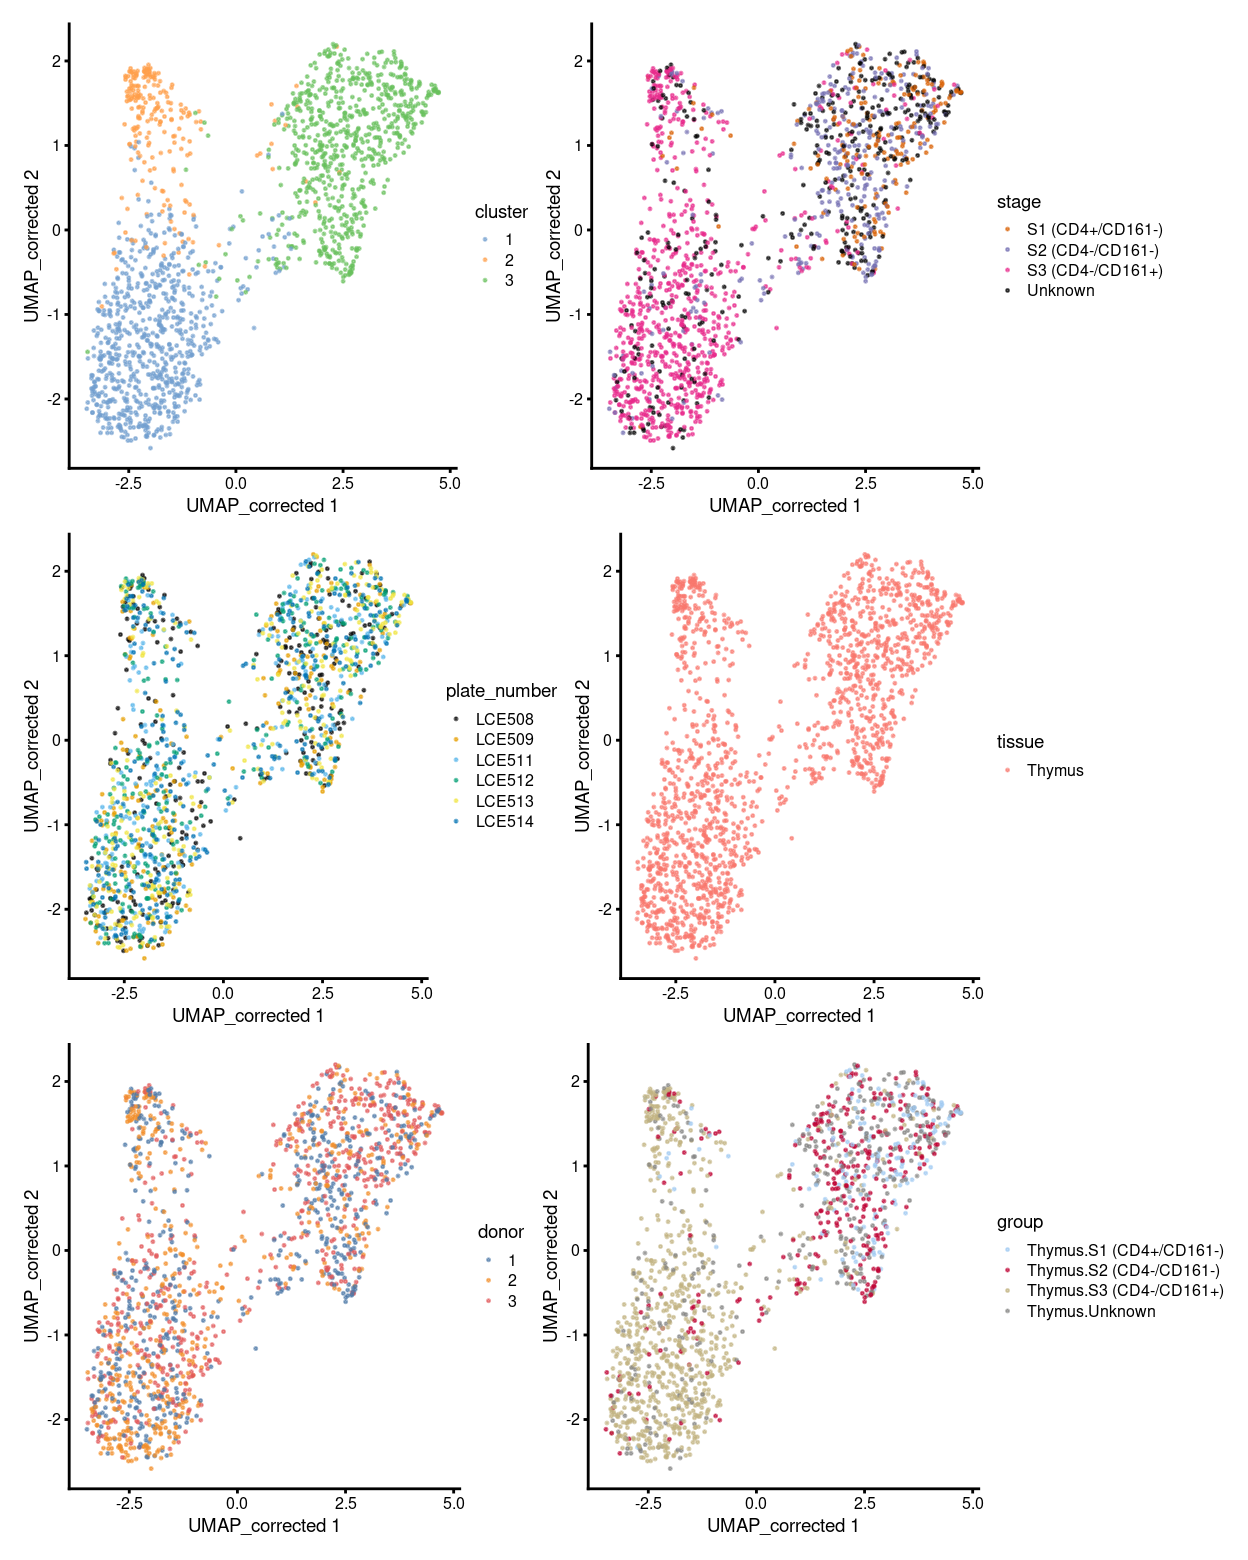 UMAP_corrected 2
2
1
0
-1
-2
-2.5 0.0 2.5 5.0
UMAP_corrected 1
cluster
1
2
3
UMAP_corrected 2
2
1
0
-1
-2
-2.5 0.0 2.5 5.0
UMAP_corrected 1
stage
S1 (CD4+/CD161-)
S2 (CD4-/CD161-)
S3 (CD4-/CD161+)
Unknown
UMAP_corrected 2
2
1
0
-1
-2
-2.5 0.0 2.5 5.0
UMAP_corrected 1
plate_number
LCE508
LCE509
LCE511
LCE512
LCE513
LCE514
UMAP_corrected 2
2
1
0
-1
-2
-2.5 0.0 2.5 5.0
UMAP_corrected 1
tissue
Thymus
UMAP_corrected 2
2
1
0
-1
-2
-2.5 0.0 2.5 5.0
UMAP_corrected 1
donor
1
2
3
UMAP_corrected 2
2
1
0
-1
-2
-2.5 0.0 2.5 5.0
UMAP_corrected 1
group
Thymus.S1 (CD4+/CD161-)
Thymus.S2 (CD4-/CD161-)
Thymus.S3 (CD4-/CD161+)
Thymus.Unknown